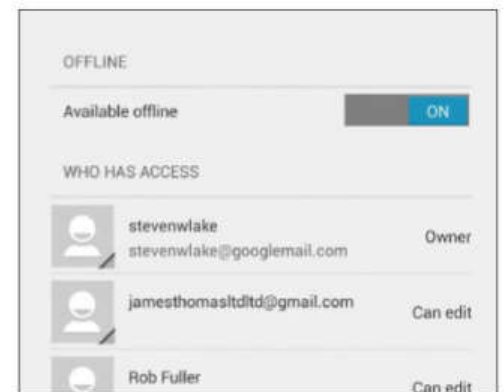 OFFLINE
Available offline ON
WHO HAS ACCESS
stevenwlake
stevenwlake@googlemail.com Owner
jamesthomasltdltd@gmail.com Can edit
Rob Fuller
Can edit